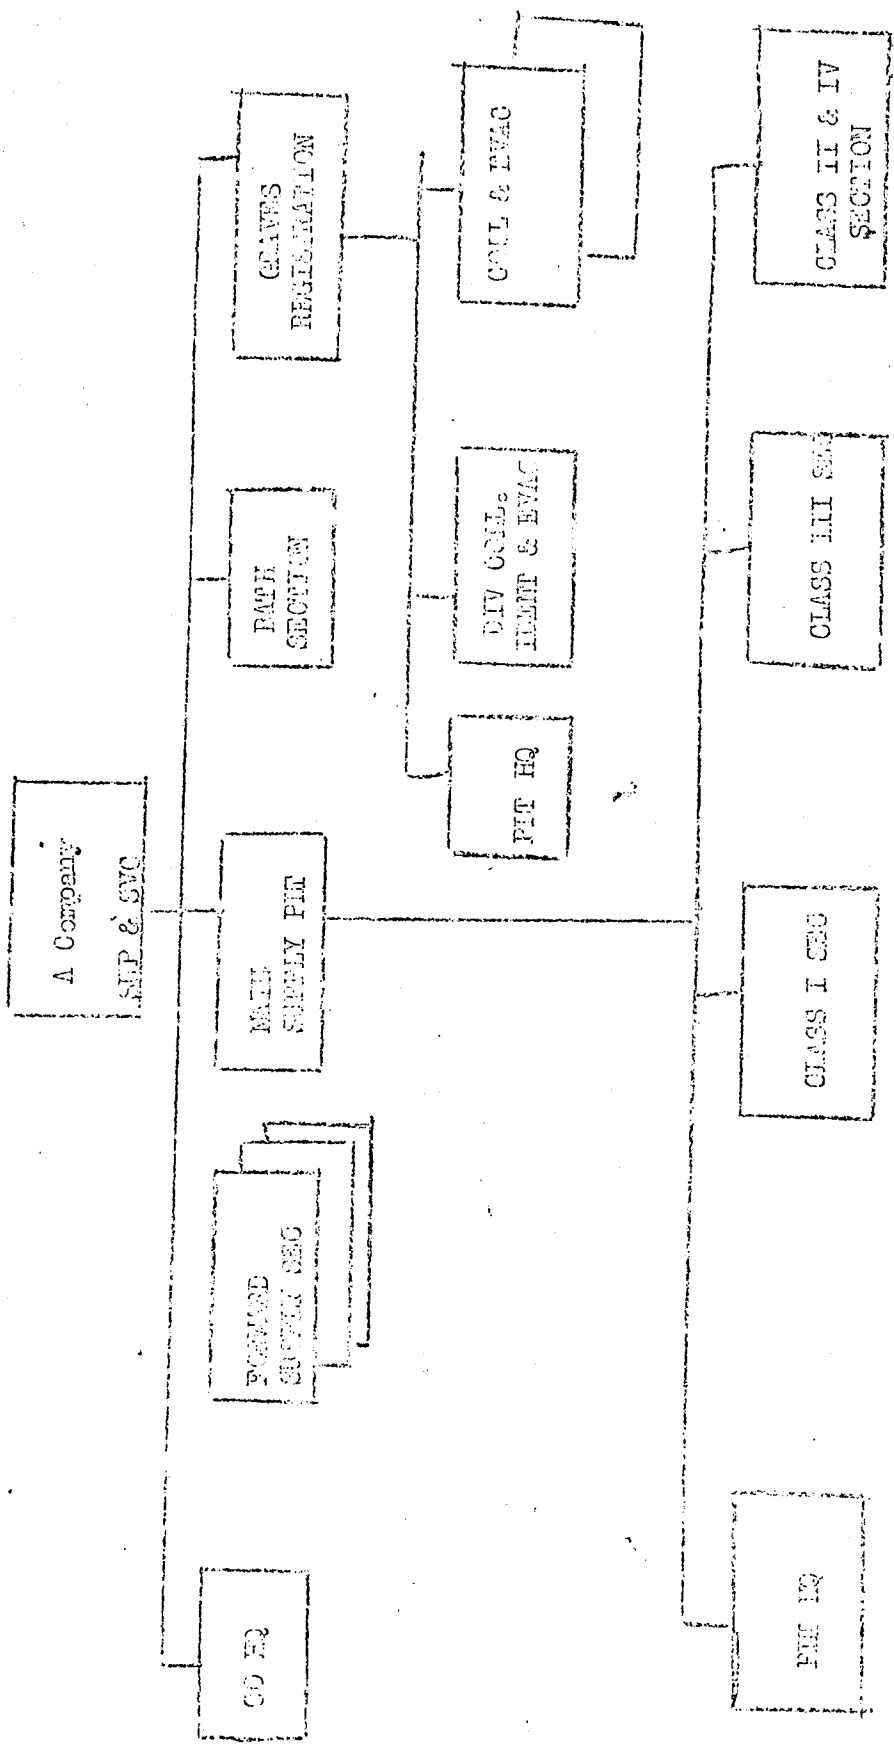 A Company
SUP & SVC
CO HQ
FORWARD
SUPPLY SEC
MAIN
SUPPLY PLT
BATH
SECTION
GRAVES
REGISTRATION
PLT HQ
DIV COLL,
IDENT & EVAC
COLL & EVAC
PLT HQ
CLASS I SEC
CLASS III SEC
CLASS II & IV
SECTION